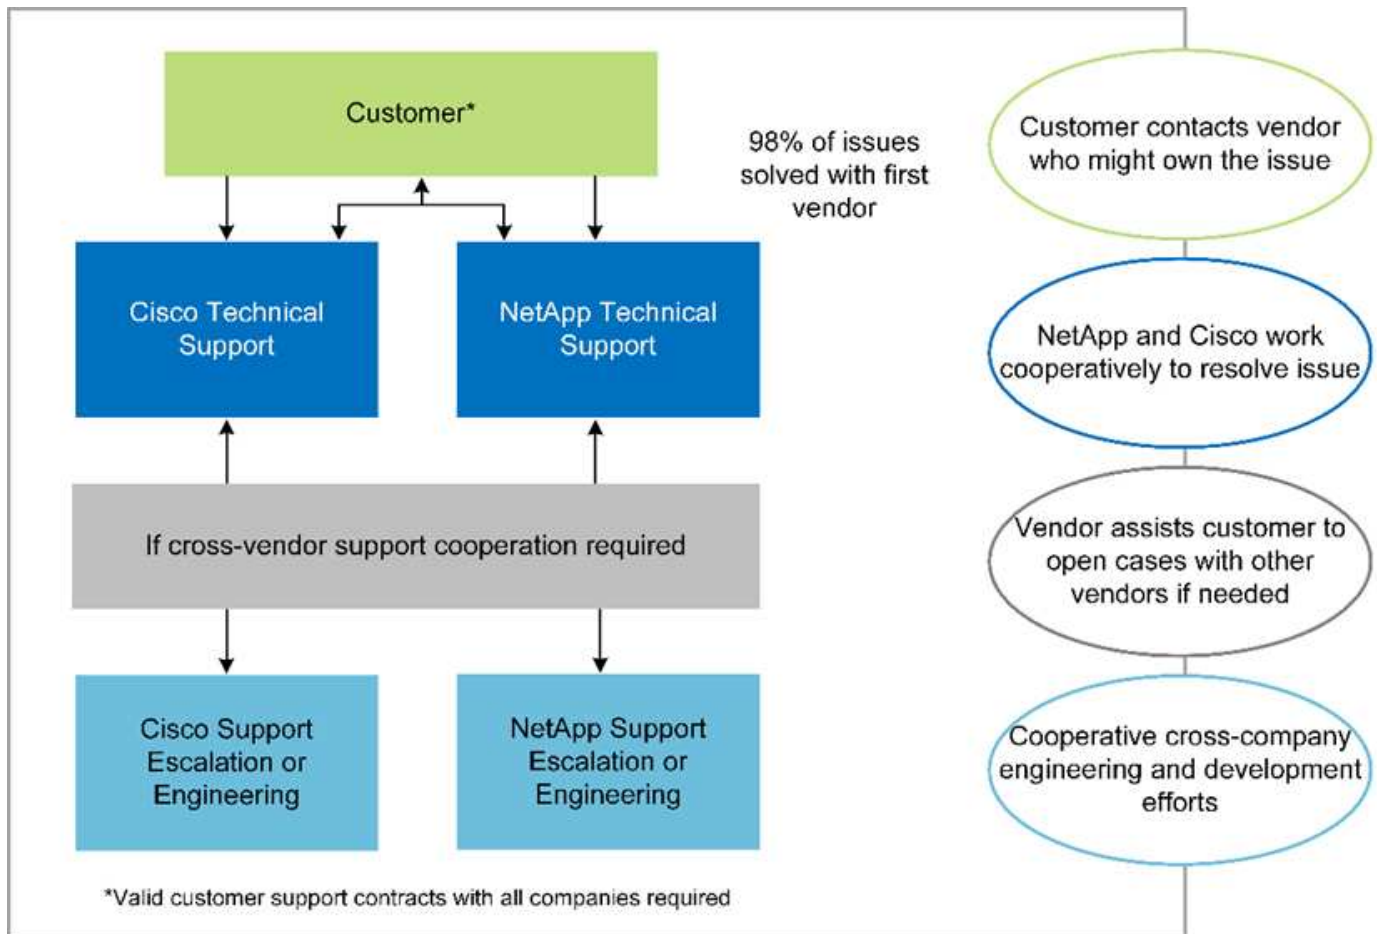 Customer*
98% of issues
solved with first
vendor
Cisco Technical
Support
NetApp Technical
Support
If cross-vendor support cooperation required
Cisco Support
Escalation or
Engineering
NetApp Support
Escalation or
Engineering
*Valid customer support contracts with all companies required
Customer contacts vendor
who might own the issue
NetApp and Cisco work
cooperatively to resolve issue
Vendor assists customer to
open cases with other
vendors if needed
Cooperative cross-company
engineering and development
efforts